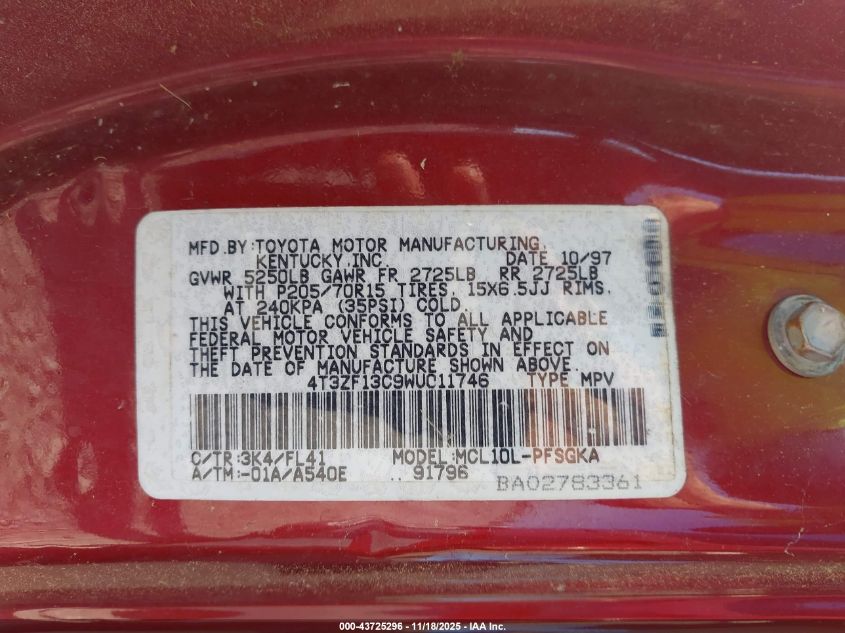 MFD.BY:TOYOTA MOTOR MANUFACTURING,
KENTUCKY,INC. DATE 10/97
GVWR 5250LB GAWR FR 2725LB RR 2725LB
WITH P205/70R15 TIRES, 15X6.5JJ RIMS,
AT 240KPA (35PSI) COLD.
THIS VEHICLE CONFORMS TO ALL APPLICABLE
FEDERAL MOTOR VEHICLE SAFETY AND
THEFT PREVENTION STANDARDS IN EFFECT ON
THE DATE OF MANUFACTURE SHOWN ABOVE.
4T3ZF13C9WUC11746 TYPE MPV
C/TR:3K4/FL41 MODEL:MCL10L-PFSGKA
A/TM:-01A/A540E .. 91796
BA02783361
000-43725296 - 11/18/2025 - IAA Inc.